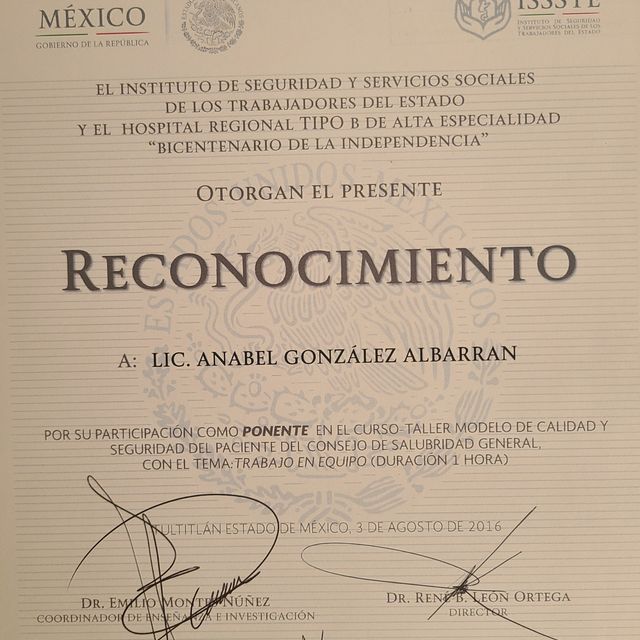 MÉXICO
GOBIERNO DE LA REPÚBLICA
ISSSTE
INSTITUTO DE SEGURIDAD
Y SERVICIOS SOCIALES DE LOS
TRABAJADORES DEL ESTADO
EL INSTITUTO DE SEGURIDAD Y SERVICIOS SOCIALES
DE LOS TRABAJADORES DEL ESTADO
Y EL HOSPITAL REGIONAL TIPO B DE ALTA ESPECIALIDAD
“BICENTENARIO DE LA INDEPENDENCIA”
OTORGAN EL PRESENTE
RECONOCIMIENTO
A: LIC. ANABEL GONZÁLEZ ALBARRAN
POR SU PARTICIPACIÓN COMO PONENTE EN EL CURSO-TALLER MODELO DE CALIDAD Y
SEGURIDAD DEL PACIENTE DEL CONSEJO DE SALUBRIDAD GENERAL,
CON EL TEMA:TRABAJO EN EQUIPO (DURACIÓN 1 HORA)
TULTITLÁN ESTADO DE MÉXICO, 3 DE AGOSTO DE 2016
DR. EMILIO MONTE NÚÑEZ
COORDINADOR DE ENSEÑANZA E INVESTIGACIÓN
DR. RENÉ B. LEÓN ORTEGA
DIRECTOR
ESTADOS UNIDOS MEXICANOS